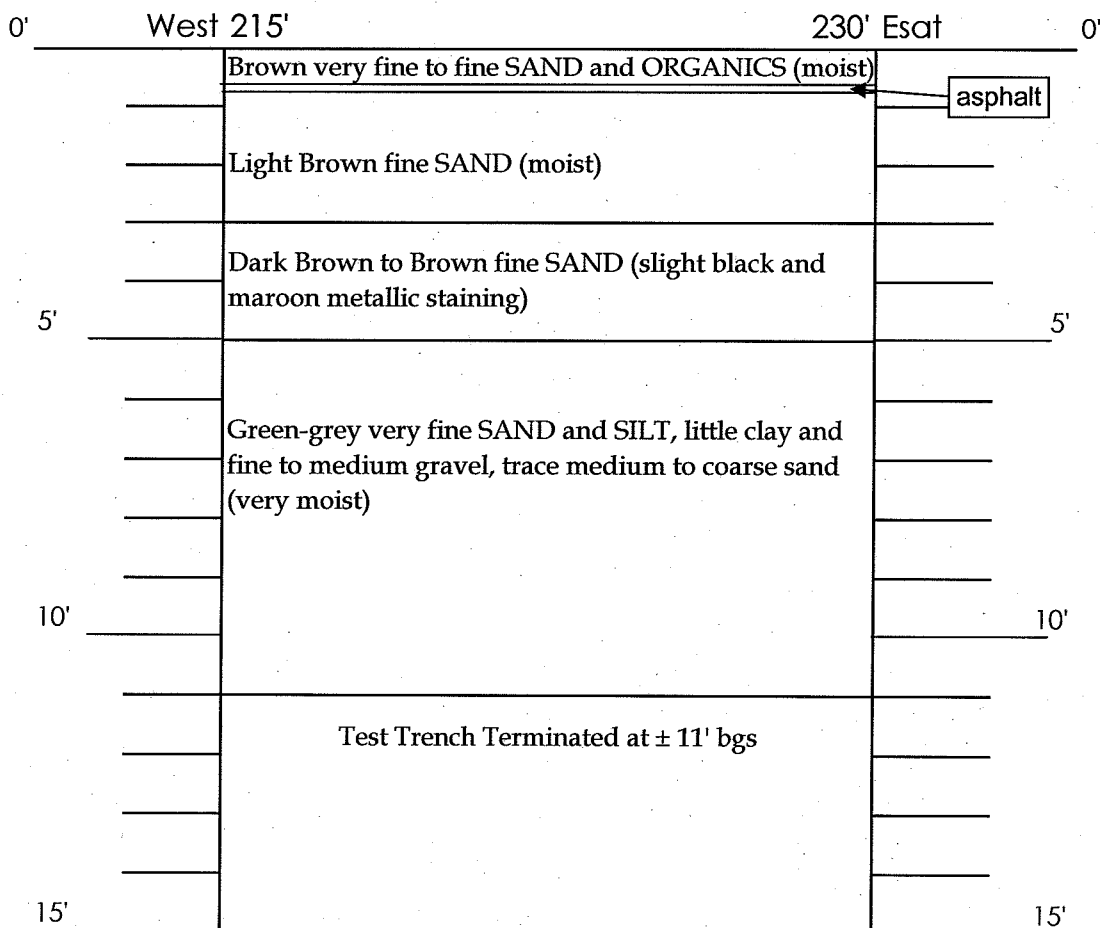 0' West 215' 230' Esat 0'
Brown very fine to fine SAND and ORGANICS (moist)
asphalt
Light Brown fine SAND (moist)
Dark Brown to Brown fine SAND (slight black and
maroon metallic staining)
5' 5'
Green-grey very fine SAND and SILT, little clay and
fine to medium gravel, trace medium to coarse sand
(very moist)
10' 10'
Test Trench Terminated at ± 11' bgs
15' 15'